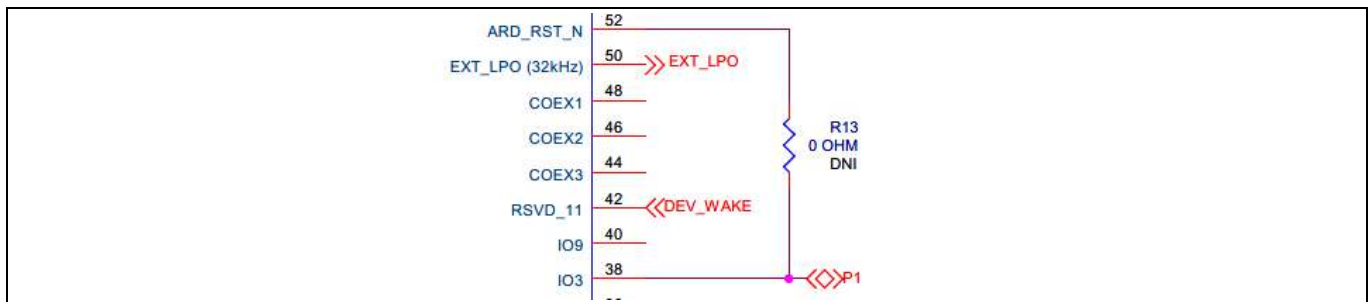 ARD_RST_N 52
EXT_LPO (32kHz) 50 EXT_LPO
COEX1 48
COEX2 46
R13
0 OHM
DNI
COEX3 44
RSVD_11 42 DEV_WAKE
IO9 40
IO3 38 P1